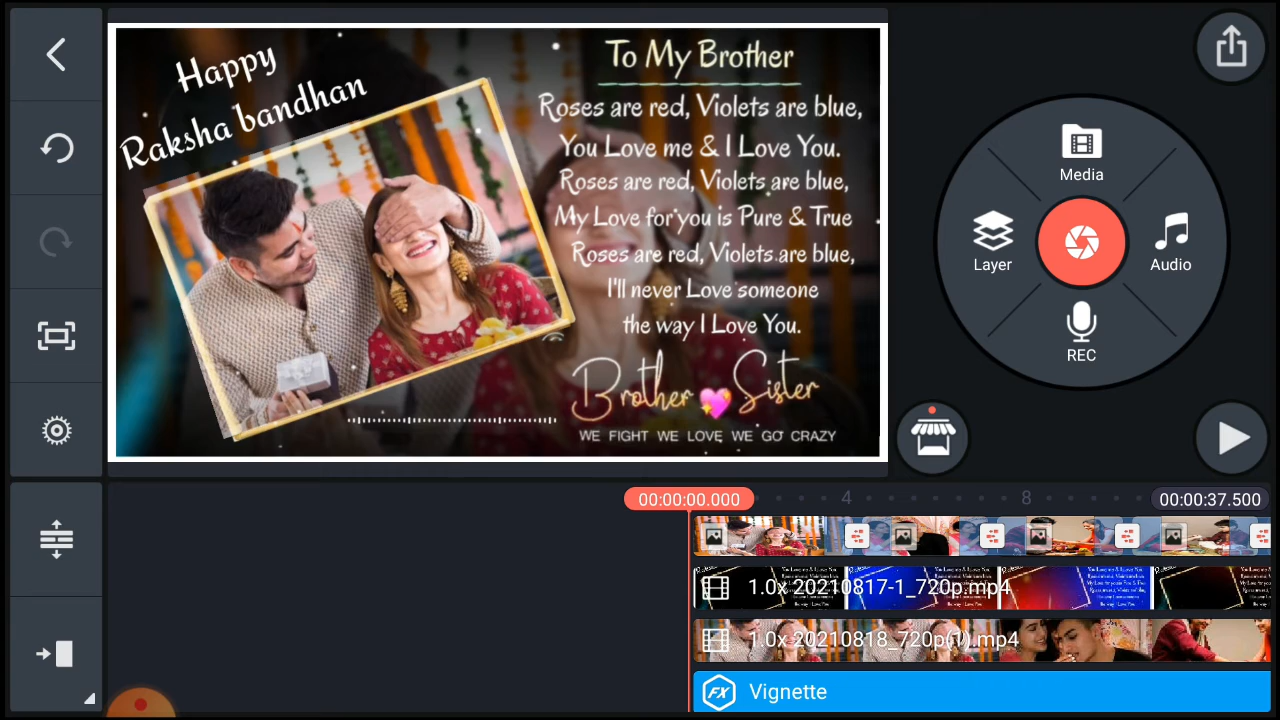 Happy
Raksha bandhan
To My Brother
Roses are red, Violets are blue,
You Love me & I Love You.
Roses are red, Violets are blue,
My Love for you is Pure & True
Roses are red, Violets are blue,
I'll never Love someone
the way I Love You.
Brother 💖 Sister
WE FIGHT WE LOVE WE GO CRAZY
Media
Layer
Audio
REC
00:00:00.000
4
8
00:00:37.500
1.0x 20210817-1_720p.mp4
1.0x 20210818_720p(1).mp4
FX Vignette